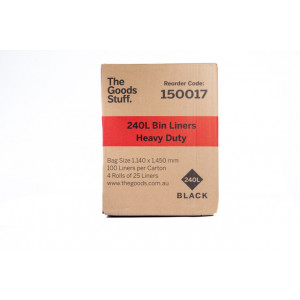 The
Goods
Stuff.
Reorder Code:
150017
240L Bin Liners
Heavy Duty
Bag Size 1,140 x 1,450 mm
100 Liners per Carton
4 Rolls of 25 Liners
www.thegoods.com.au
240L
BLACK